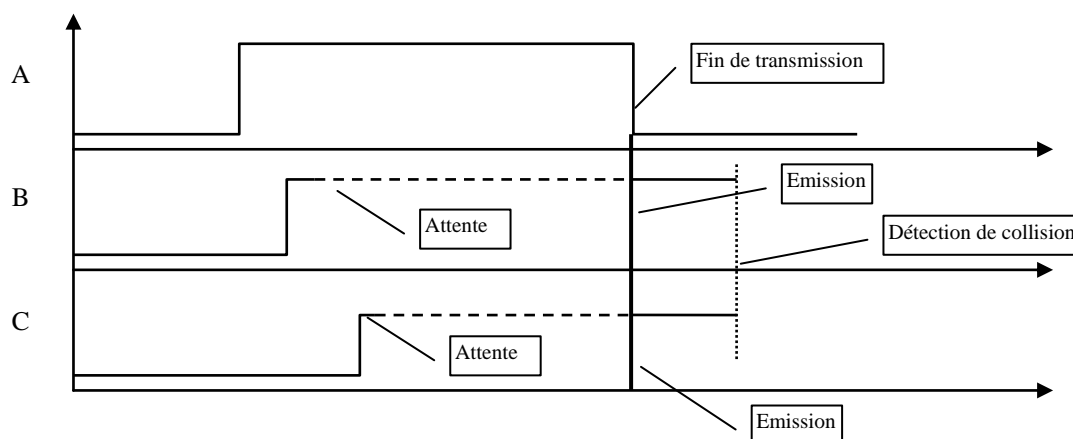 A
Fin de transmission
B
Emission
Attente
Détection de collision
C
Attente
Emission